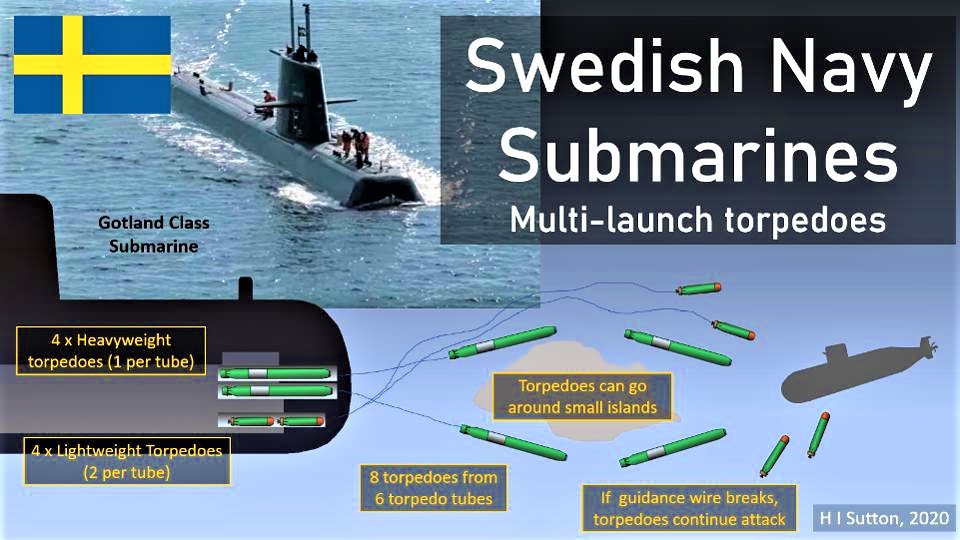 Swedish Navy
Submarines
Multi-launch torpedoes
Gotland Class
Submarine
4 x Heavyweight
torpedoes (1 per tube)
Torpedoes can go
around small islands
4 x Lightweight Torpedoes
(2 per tube)
8 torpedoes from
6 torpedo tubes
If guidance wire breaks,
torpedoes continue attack
H I Sutton, 2020